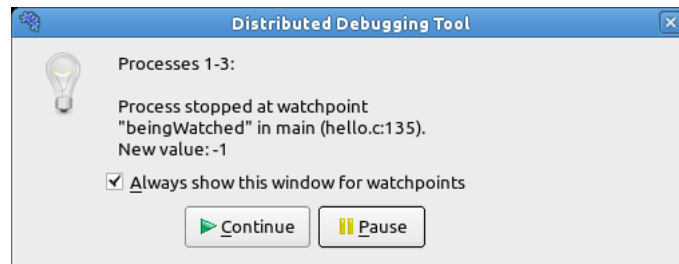 Distributed Debugging Tool
Processes 1-3:
Process stopped at watchpoint
"beingWatched" in main (hello.c:135).
New value: -1
Always show this window for watchpoints
Continue
Pause